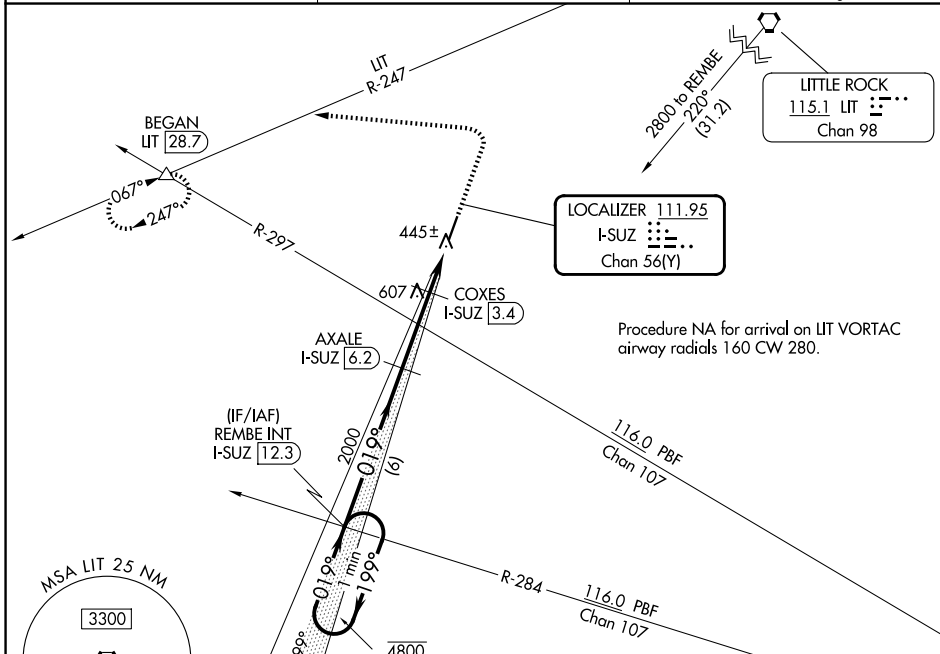 LIT
R-247
2800 to REMBE
220°
(31.2)
LITTLE ROCK
115.1 LIT
Chan 98
BEGAN
LIT 28.7
067°
247°
R-297
LOCALIZER 111.95
I-SUZ
Chan 56(Y)
445±
607
COXES
I-SUZ 3.4
Procedure NA for arrival on LIT VORTAC
airway radials 160 CW 280.
AXALE
I-SUZ 6.2
(IF/IAF)
REMBE INT
I-SUZ 12.3
2000
019°
(6)
116.0 PBF
Chan 107
019°
1 min
199°
R-284
116.0 PBF
Chan 107
MSA LIT 25 NM
3300
4800